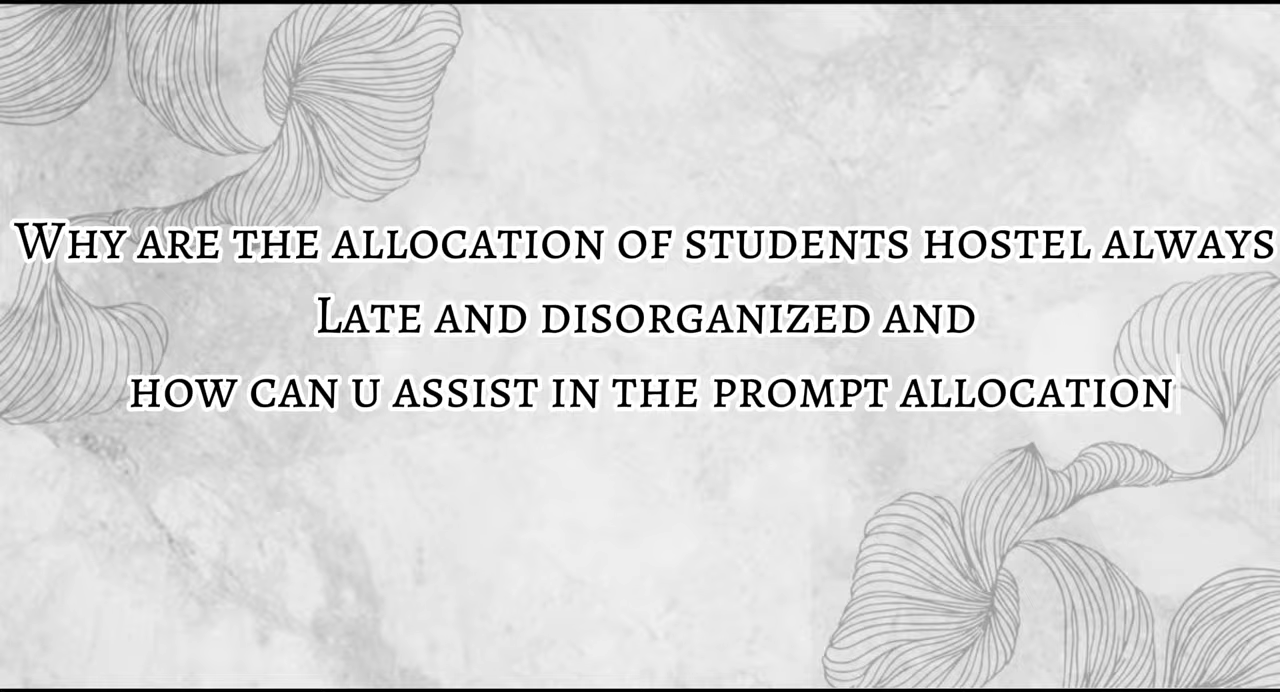 Why are the allocation of students hostel always
Late and disorganized and
how can u assist in the prompt allocation